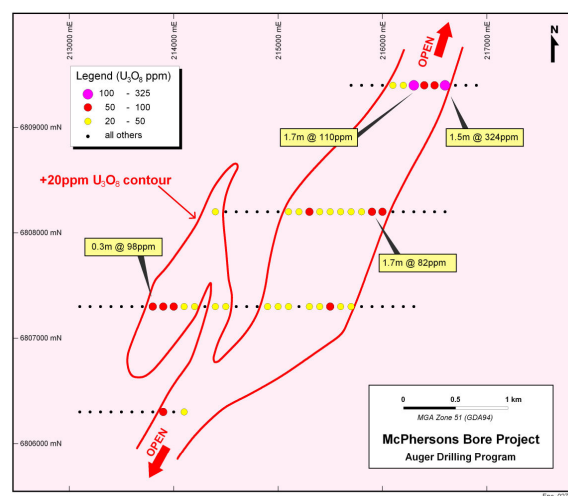 213000 mE
214000 mE
215000 mE
216000 mE
217000 mE
OPEN
N
Legend (U₃O₈ ppm)
100 - 325
50 - 100
20 - 50
all others
6809000 mN
1.7m @ 110ppm
1.5m @ 324ppm
+20ppm U₃O₈ contour
6808000 mN
0.3m @ 98ppm
1.7m @ 82ppm
6807000 mN
0 0.5 1 km
MGA Zone 51 (GDA94)
McPhersons Bore Project
Auger Drilling Program
6806000 mN
OPEN